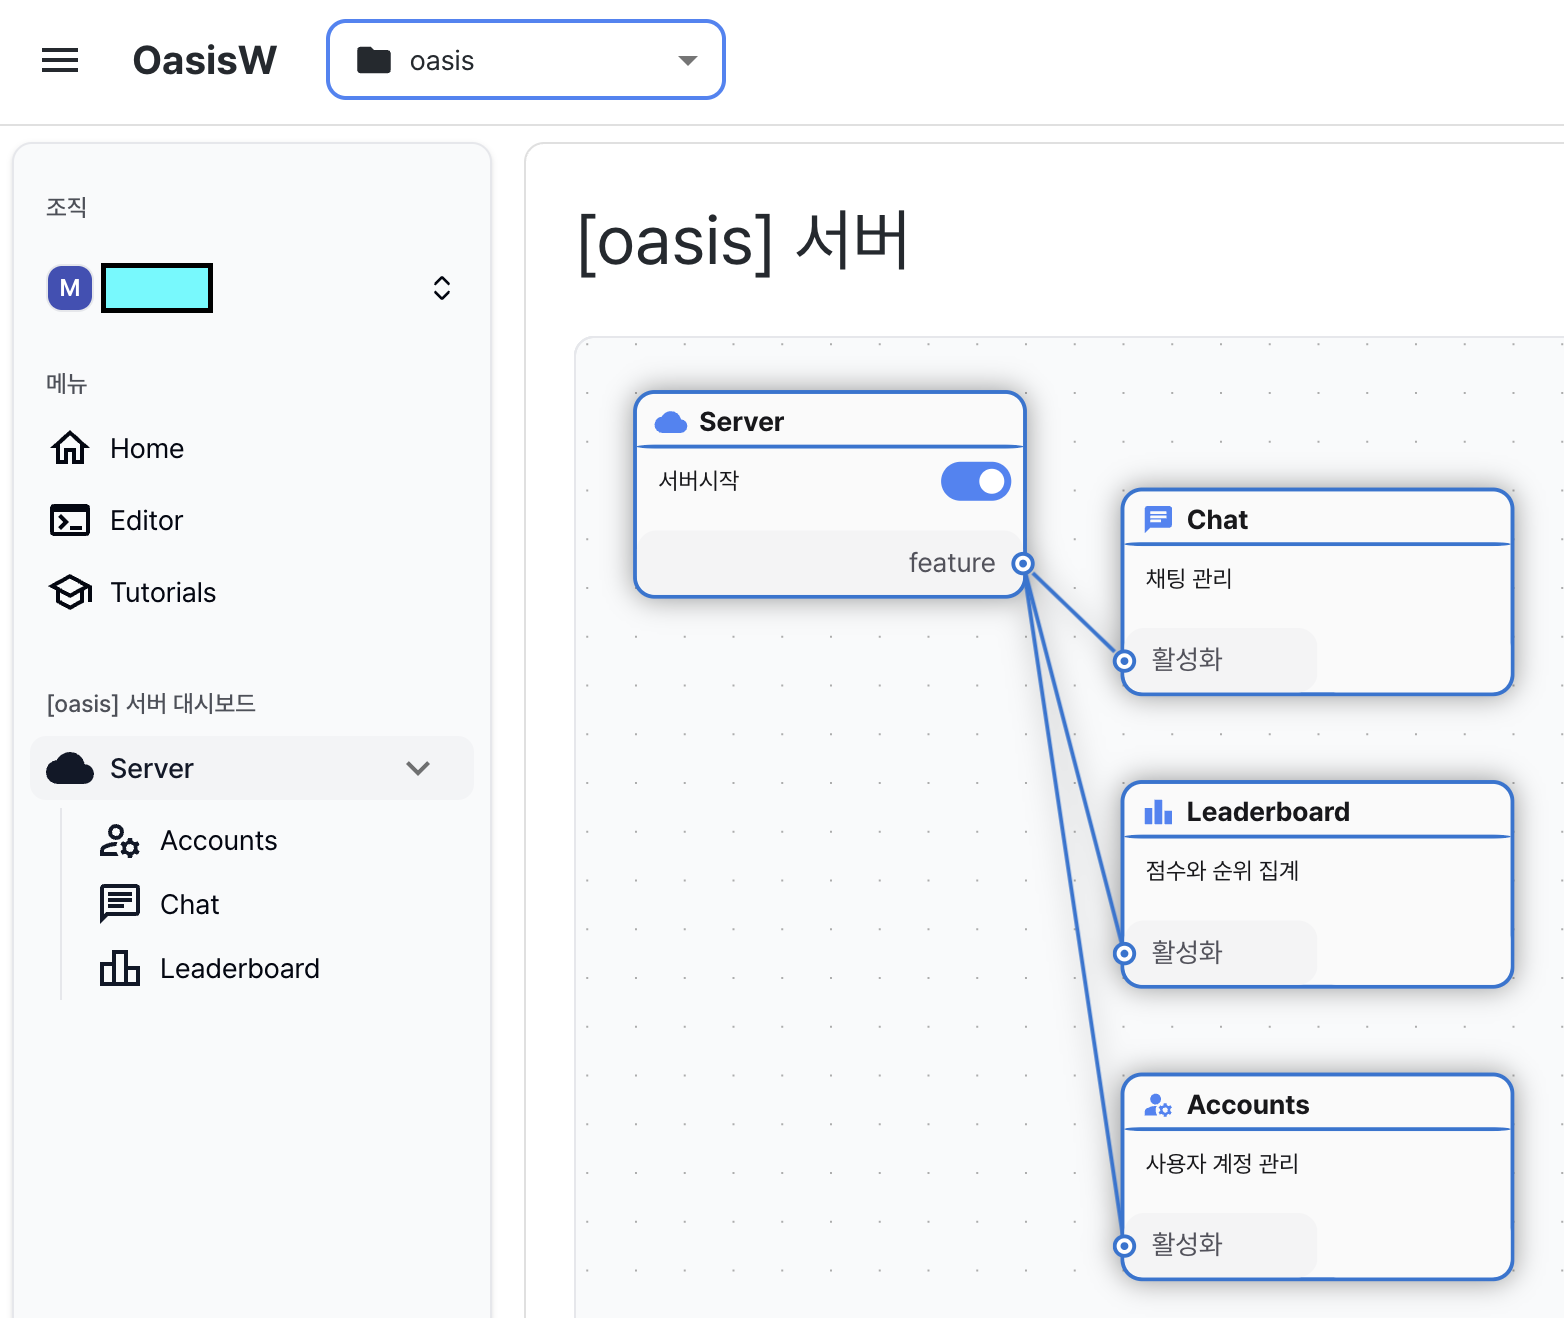 OasisW
oasis
조직
M
메뉴
Home
Editor
Tutorials
[oasis] 서버 대시보드
Server
Accounts
Chat
Leaderboard
[oasis] 서버
Server
서버시작
feature
Chat
채팅 관리
활성화
Leaderboard
점수와 순위 집계
활성화
Accounts
사용자 계정 관리
활성화